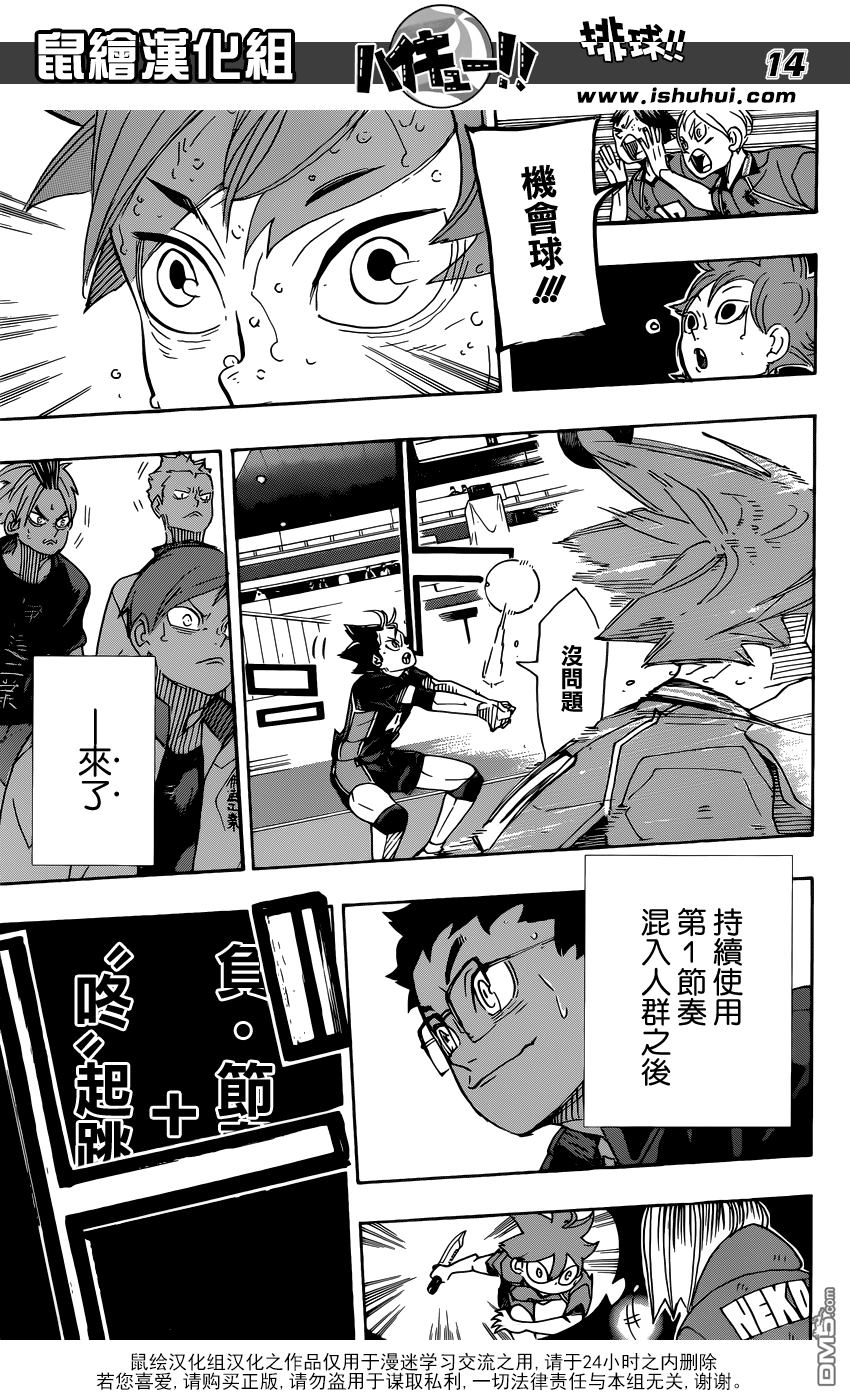 鼠繪漢化組
ハイキュー!!
排球!!
14
www.ishuhui.com
機會球!!!
沒問題
—來了
持續使用
第1節奏
混入人群之後
負・節
+
〝咚〞起跳
NEKO
DM5.com
鼠绘汉化组汉化之作品仅用于漫迷学习交流之用, 请于24小时之内删除
若您喜爱, 请购买正版, 请勿盗用于谋取私利, 一切法律责任与本组无关, 谢谢.